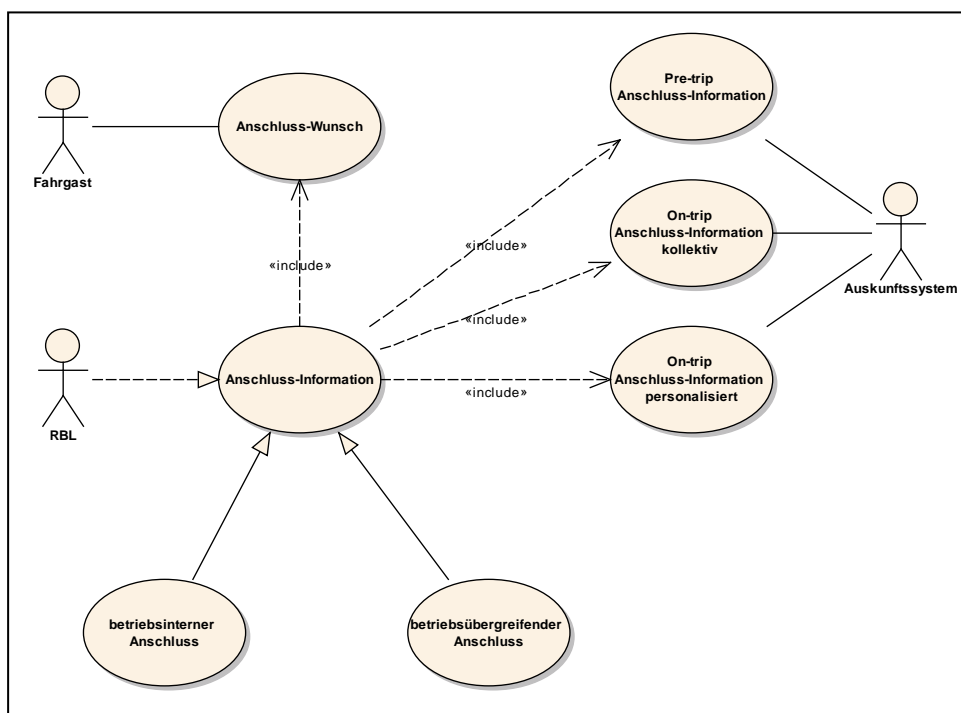 Pre-trip
Anschluss-Information
Anschluss-Wunsch
Fahrgast
On-trip
Anschluss-Information
kollektiv
«include»
«include»
«include»
Auskunftssystem
On-trip
Anschluss-Information
personalisiert
Anschluss-Information
«include»
RBL
betriebsinterner
Anschluss
betriebsübergreifender
Anschluss